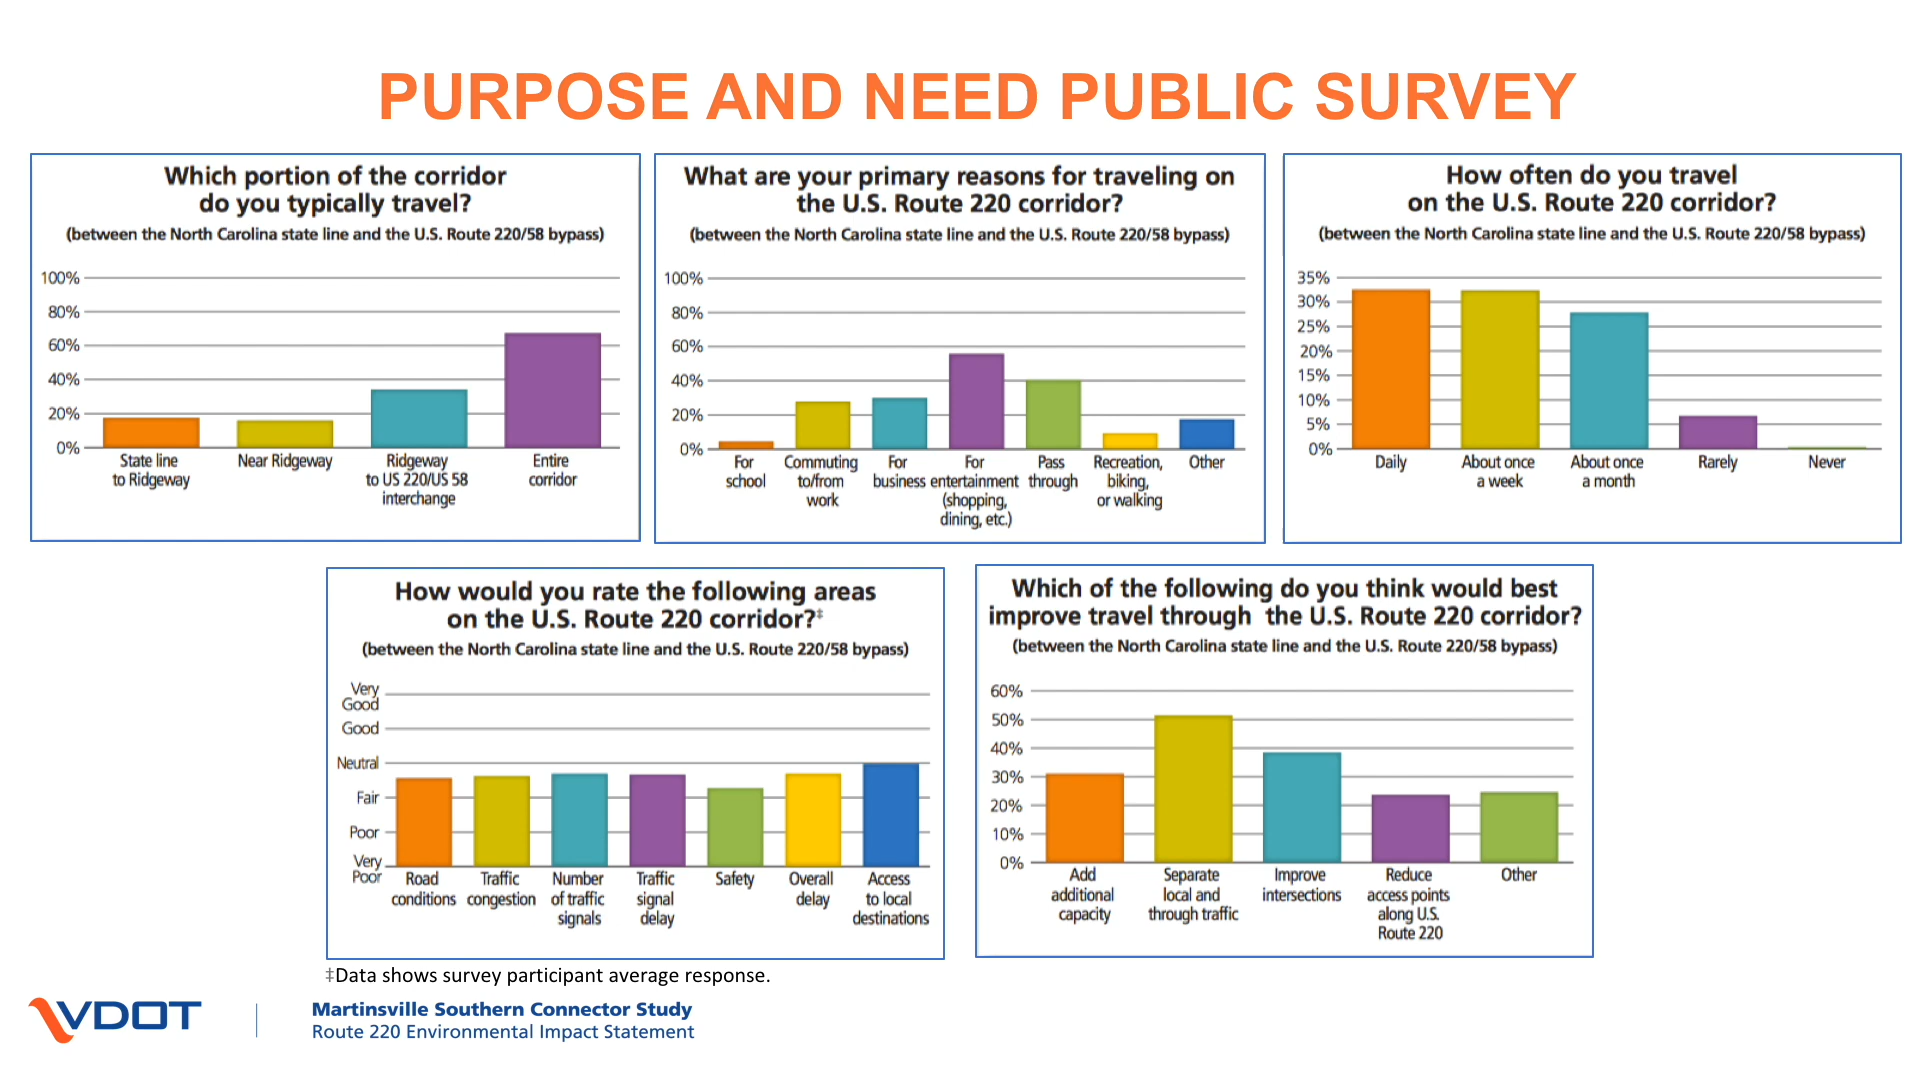 PURPOSE AND NEED PUBLIC SURVEY
Which portion of the corridor
do you typically travel?
(between the North Carolina state line and the U.S. Route 220/58 bypass)
100%
80%
60%
40%
20%
0%
State line
to Ridgeway
Near Ridgeway
Ridgeway
to US 220/US 58
interchange
Entire
corridor
What are your primary reasons for traveling on
the U.S. Route 220 corridor?
(between the North Carolina state line and the U.S. Route 220/58 bypass)
100%
80%
60%
40%
20%
0%
For
school
Commuting
to/from
work
For
business
For
entertainment
(shopping,
dining, etc.)
Pass
through
Recreation,
biking,
or walking
Other
How often do you travel
on the U.S. Route 220 corridor?
(between the North Carolina state line and the U.S. Route 220/58 bypass)
35%
30%
25%
20%
15%
10%
5%
0%
Daily
About once
a week
About once
a month
Rarely
Never
How would you rate the following areas
on the U.S. Route 220 corridor?‡
(between the North Carolina state line and the U.S. Route 220/58 bypass)
Very
Good
Good
Neutral
Fair
Poor
Very
Poor
Road
conditions
Traffic
congestion
Number
of traffic
signals
Traffic
signal
delay
Safety
Overall
delay
Access
to local
destinations
‡Data shows survey participant average response.
Which of the following do you think would best
improve travel through the U.S. Route 220 corridor?
(between the North Carolina state line and the U.S. Route 220/58 bypass)
60%
50%
40%
30%
20%
10%
0%
Add
additional
capacity
Separate
local and
through traffic
Improve
intersections
Reduce
access points
along U.S.
Route 220
Other
VDOT
Martinsville Southern Connector Study
Route 220 Environmental Impact Statement